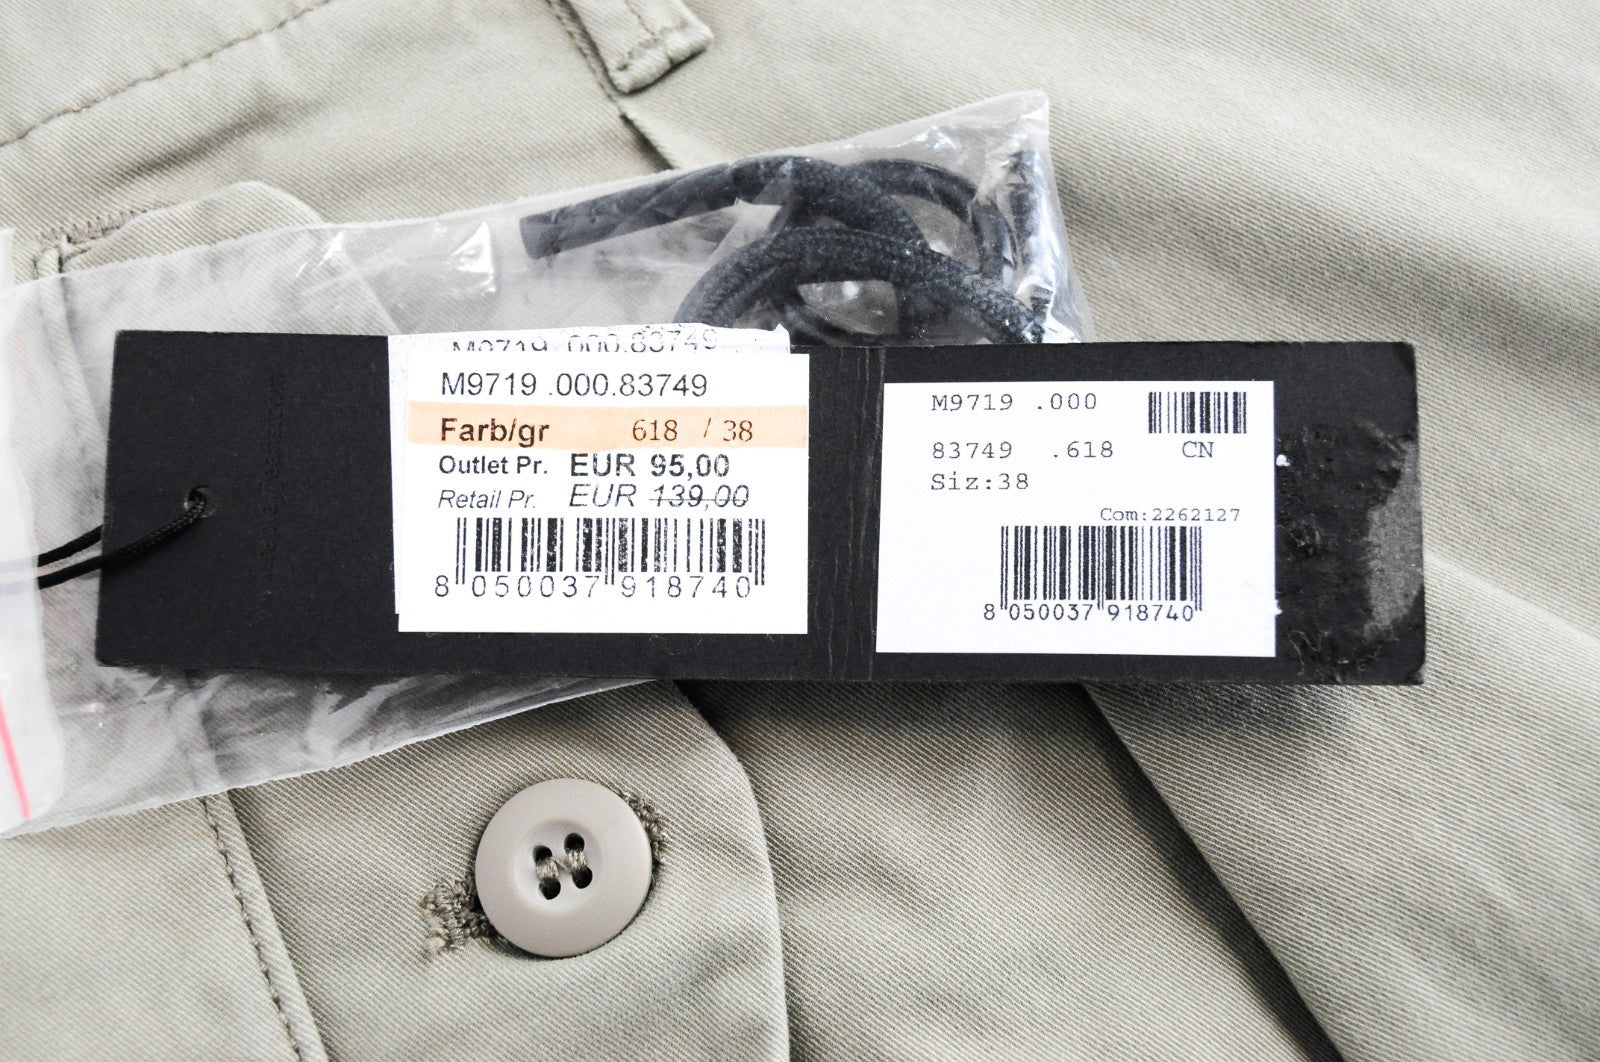 M9719 .000.83749
M9719 .000.83749
Farb/gr 618 / 38
Outlet Pr. EUR 95,00
Retail Pr. EUR 139,00
8 050037 918740
M9719 .000
83749 .618 CN
Siz:38
Com:2262127
8 050037 918740